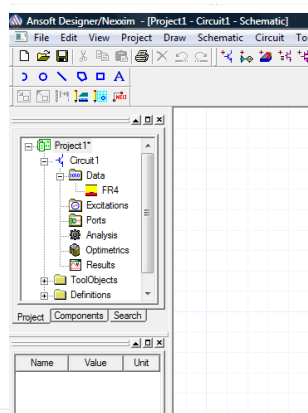 Ansoft Designer/Nexxim - [Project1 - Circuit1 - Schematic]
File Edit View Project Draw Schematic Circuit To
A
Project1*
Circuit1
Data
FR4
Excitations
Ports
Analysis
Optimetrics
Results
ToolObjects
Definitions
Project Components Search
Name Value Unit